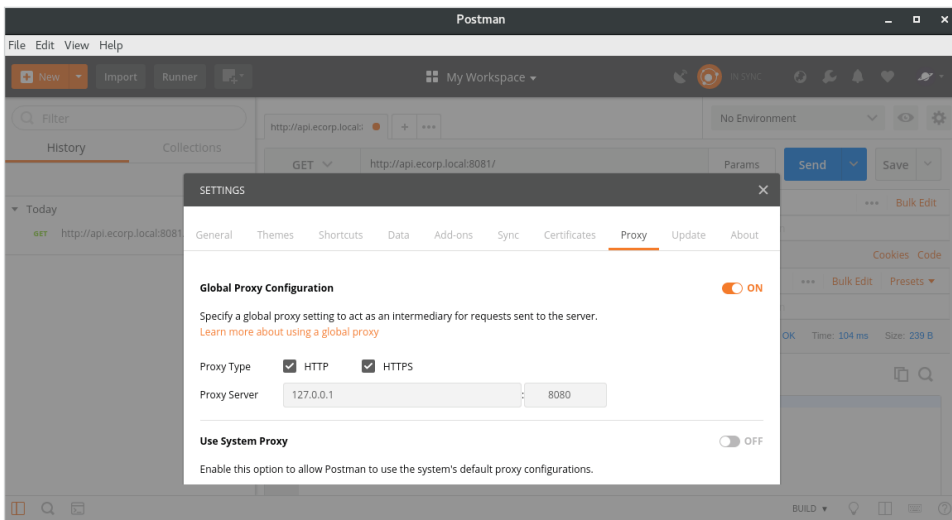 Postman
File Edit View Help
New Import Runner My Workspace IN SYNC
Filter
http://api.ecorp.local: No Environment
History Collections
GET http://api.ecorp.local:8081/ Params Send Save
SETTINGS
Today
Bulk Edit
GET http://api.ecorp.local:8081
General Themes Shortcuts Data Add-ons Sync Certificates Proxy Update About
Cookies Code
Bulk Edit Presets
Global Proxy Configuration ON
Specify a global proxy setting to act as an intermediary for requests sent to the server.
Learn more about using a global proxy
OK Time: 104 ms Size: 239 B
Proxy Type HTTP HTTPS
Proxy Server 127.0.0.1 : 8080
Use System Proxy OFF
Enable this option to allow Postman to use the system's default proxy configurations.
BUILD